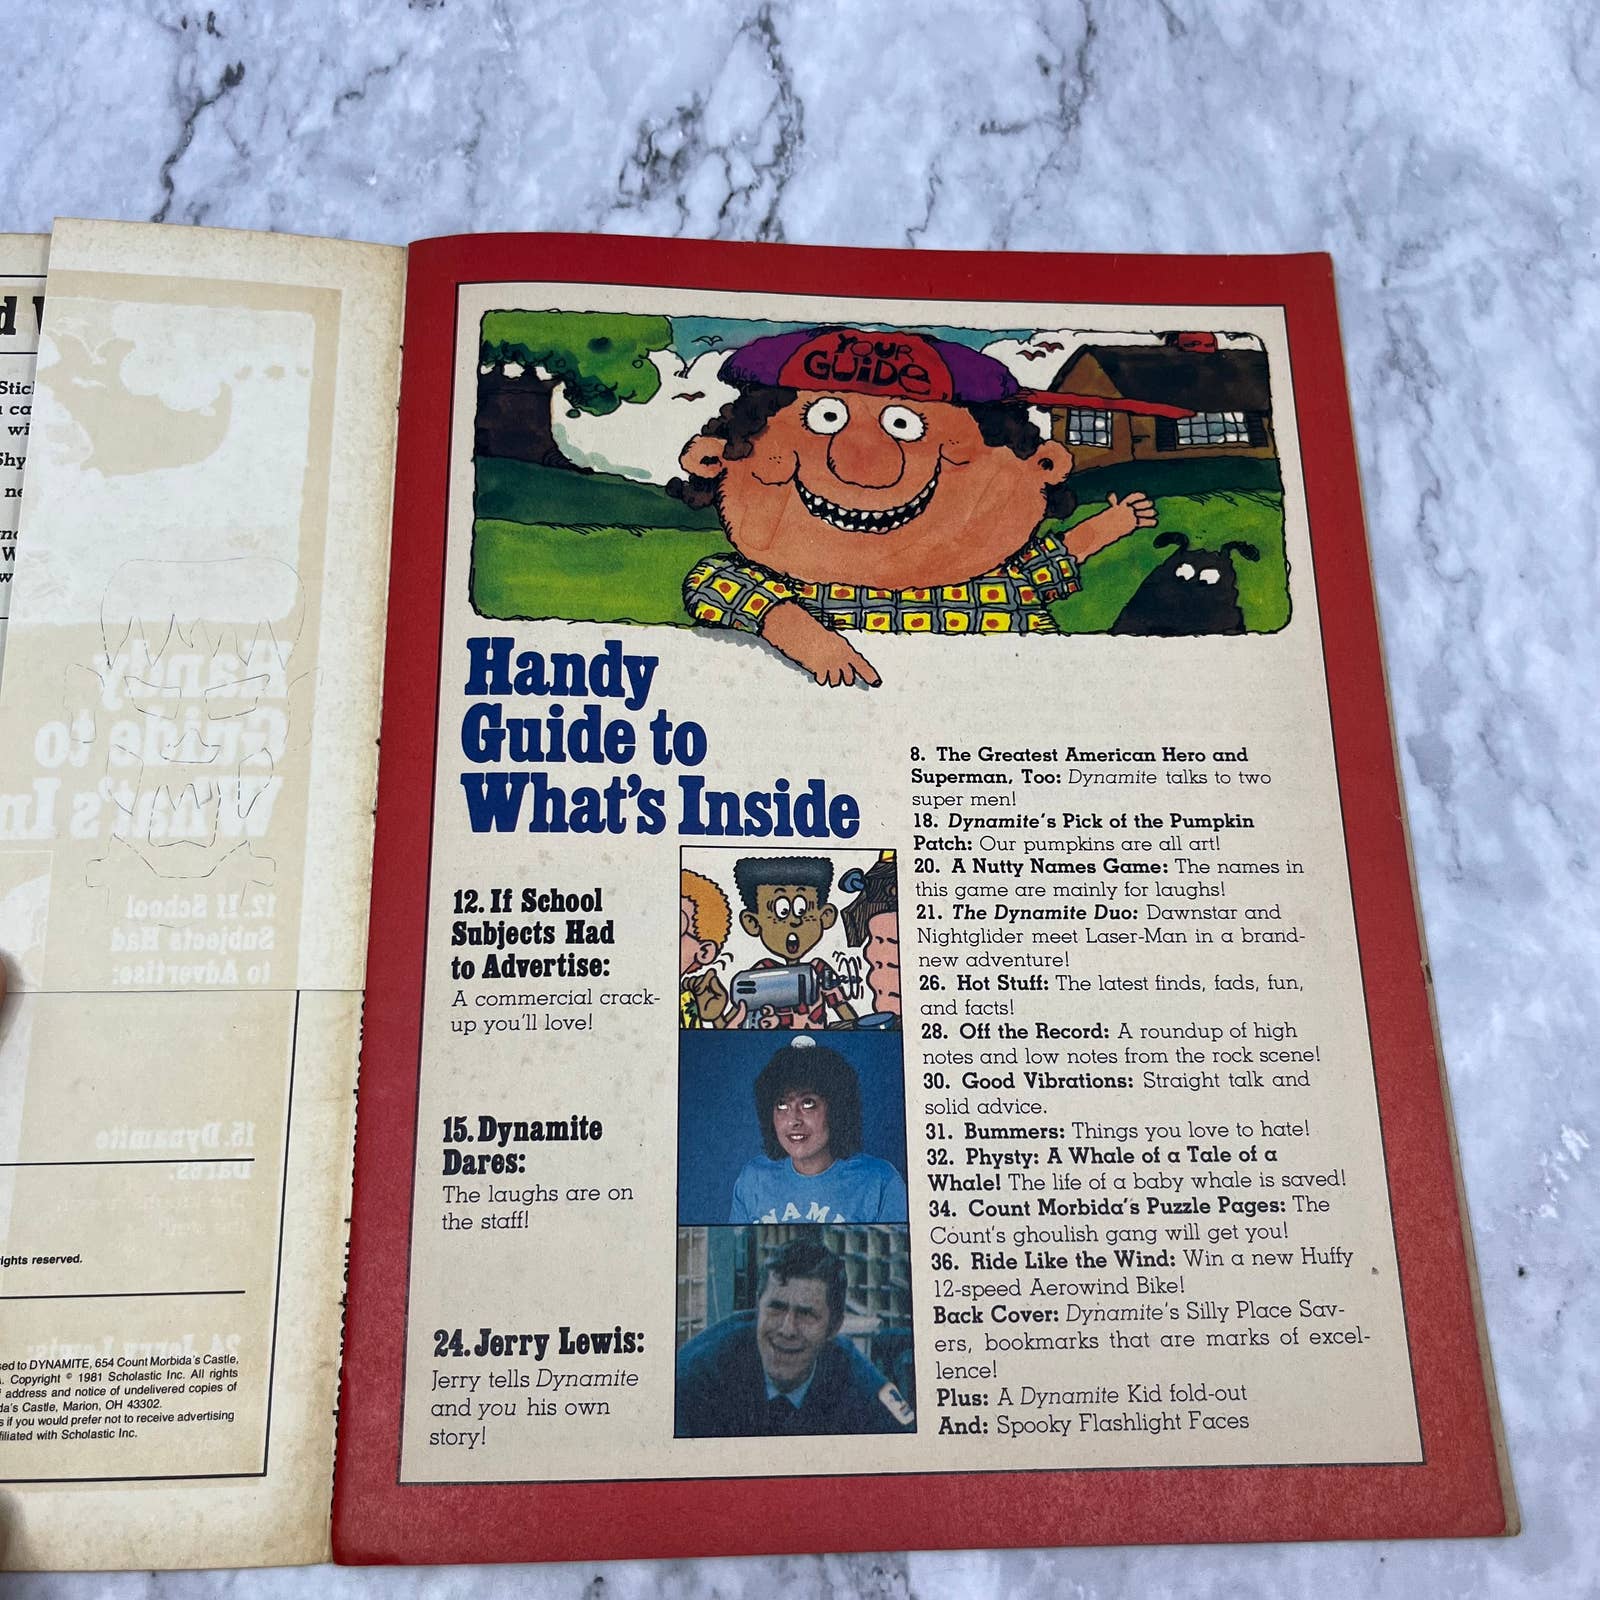 ights reserved.
sed to DYNAMITE, 654 Count Morbida's Castle,
. Copyright © 1981 Scholastic Inc. All rights
address and notice of undelivered copies of
da's Castle, Marion, OH 43302.
s if you would prefer not to receive advertising
filiated with Scholastic Inc.
YOUR
GUiDe
Handy
Guide to
What's Inside
12. If School
Subjects Had
to Advertise:
A commercial crack-
up you'll love!
15. Dynamite
Dares:
The laughs are on
the staff!
NAM
24. Jerry Lewis:
Jerry tells Dynamite
and you his own
story!
8. The Greatest American Hero and
Superman, Too: Dynamite talks to two
super men!
18. Dynamite's Pick of the Pumpkin
Patch: Our pumpkins are all art!
20. A Nutty Names Game: The names in
this game are mainly for laughs!
21. The Dynamite Duo: Dawnstar and
Nightglider meet Laser-Man in a brand-
new adventure!
26. Hot Stuff: The latest finds, fads, fun,
and facts!
28. Off the Record: A roundup of high
notes and low notes from the rock scene!
30. Good Vibrations: Straight talk and
solid advice.
31. Bummers: Things you love to hate!
32. Physty: A Whale of a Tale of a
Whale! The life of a baby whale is saved!
34. Count Morbida's Puzzle Pages: The
Count's ghoulish gang will get you!
36. Ride Like the Wind: Win a new Huffy
12-speed Aerowind Bike!
Back Cover: Dynamite's Silly Place Sav-
ers, bookmarks that are marks of excel-
lence!
Plus: A Dynamite Kid fold-out
And: Spooky Flashlight Faces